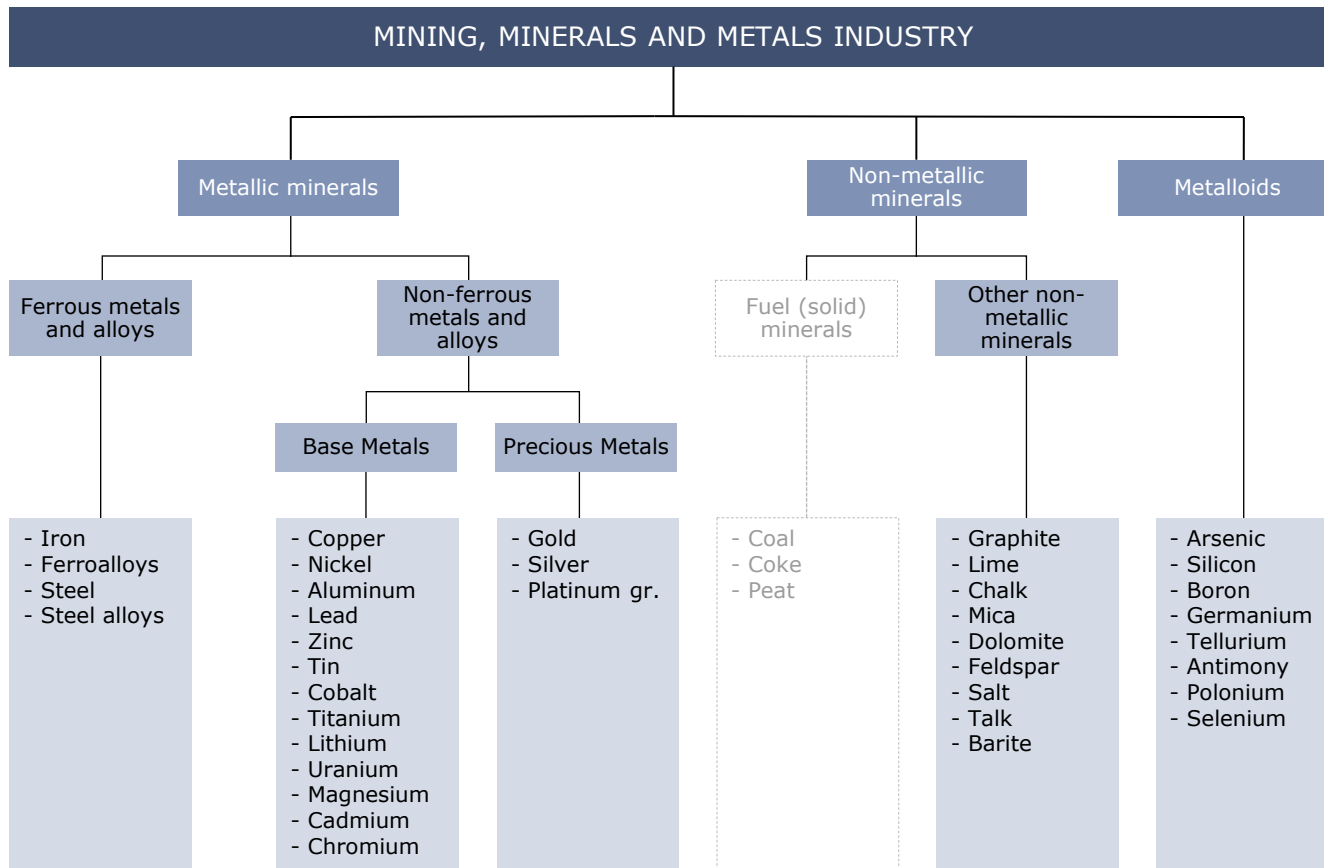 MINING, MINERALS AND METALS INDUSTRY
Metallic minerals
Non-metallic
minerals
Metalloids
Ferrous metals
and alloys
Non-ferrous
metals and
alloys
Fuel (solid)
minerals
Other non-
metallic
minerals
Base Metals
Precious Metals
- Iron
- Ferroalloys
- Steel
- Steel alloys
- Copper
- Nickel
- Aluminum
- Lead
- Zinc
- Tin
- Cobalt
- Titanium
- Lithium
- Uranium
- Magnesium
- Cadmium
- Chromium
- Gold
- Silver
- Platinum gr.
- Coal
- Coke
- Peat
- Graphite
- Lime
- Chalk
- Mica
- Dolomite
- Feldspar
- Salt
- Talk
- Barite
- Arsenic
- Silicon
- Boron
- Germanium
- Tellurium
- Antimony
- Polonium
- Selenium